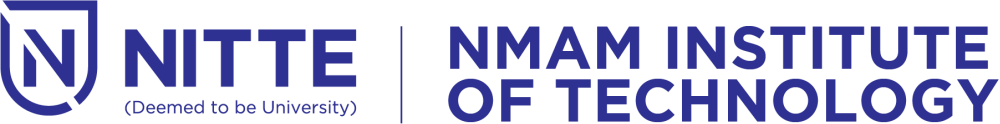 N NITTE
(Deemed to be University)
NMAM INSTITUTE
OF TECHNOLOGY